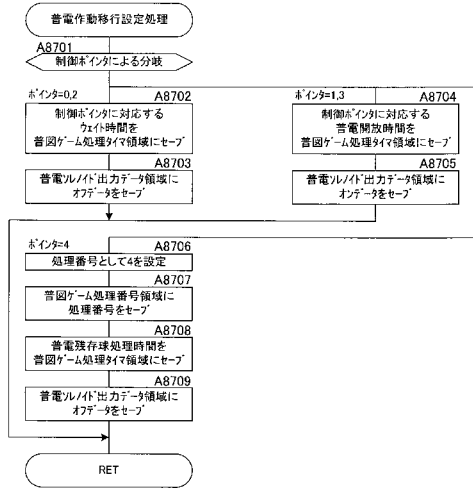 普電作動移行設定処理
A8701
制御ポインタによる分岐
ポインタ=0,2
A8702
制御ポインタに対応する
ウェイト時間を
普図ゲーム処理タイマ領域にセーブ
A8703
普電ソレノイド出力データ領域に
オフデータをセーブ
ポインタ=1,3
A8704
制御ポインタに対応する
普電開放時間を
普図ゲーム処理タイマ領域にセーブ
A8705
普電ソレノイド出力データ領域に
オンデータをセーブ
ポインタ=4
A8706
処理番号として4を設定
A8707
普図ゲーム処理番号領域に
処理番号をセーブ
A8708
普電残存球処理時間を
普図ゲーム処理タイマ領域にセーブ
A8709
普電ソレノイド出力データ領域に
オフデータをセーブ
RET